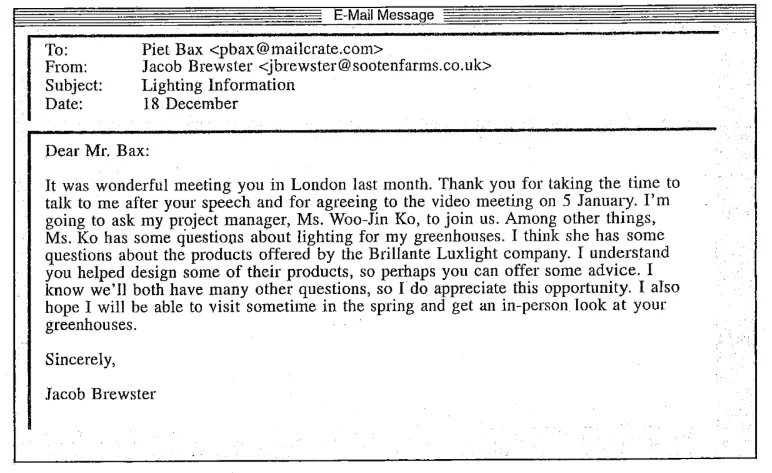 E-Mail Message
To: Piet Bax <pbax@mailcrate.com>
From: Jacob Brewster <jbrewster@sootenfarms.co.uk>
Subject: Lighting Information
Date: 18 December
Dear Mr. Bax:
It was wonderful meeting you in London last month. Thank you for taking the time to
talk to me after your speech and for agreeing to the video meeting on 5 January. I'm
going to ask my project manager, Ms. Woo-Jin Ko, to join us. Among other things,
Ms. Ko has some questions about lighting for my greenhouses. I think she has some
questions about the products offered by the Brillante Luxlight company. I understand
you helped design some of their products, so perhaps you can offer some advice. I
know we'll both have many other questions, so I do appreciate this opportunity. I also
hope I will be able to visit sometime in the spring and get an in-person look at your
greenhouses.
Sincerely,
Jacob Brewster